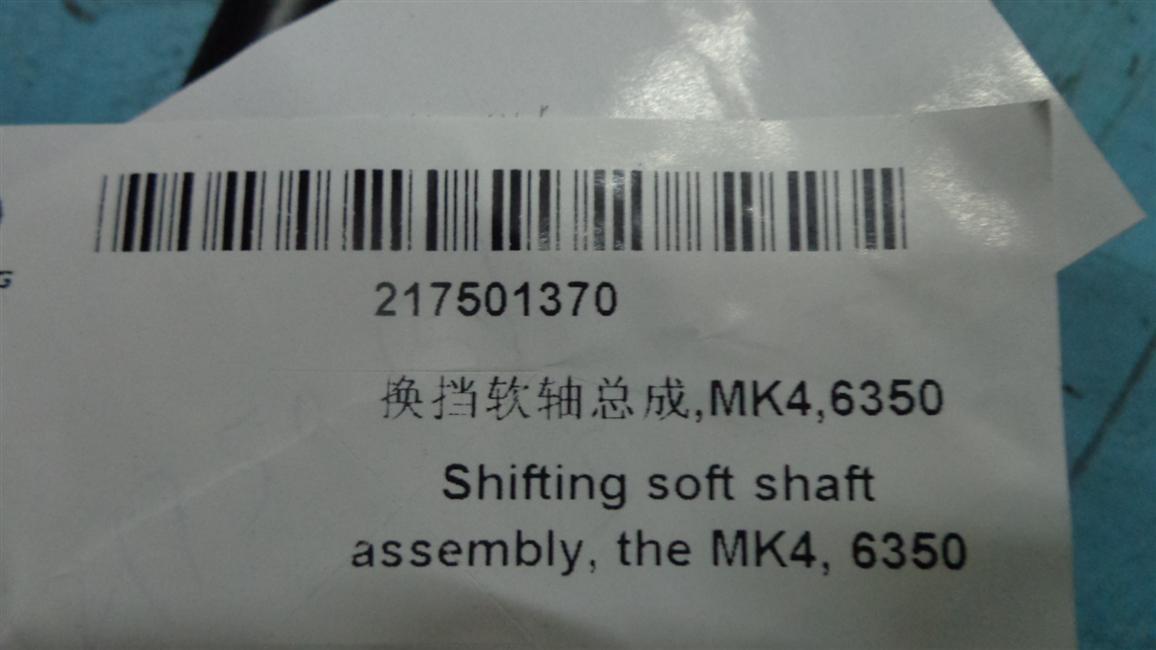 G
217501370
换挡软轴总成,MK4,6350
Shifting soft shaft
assembly, the MK4, 6350